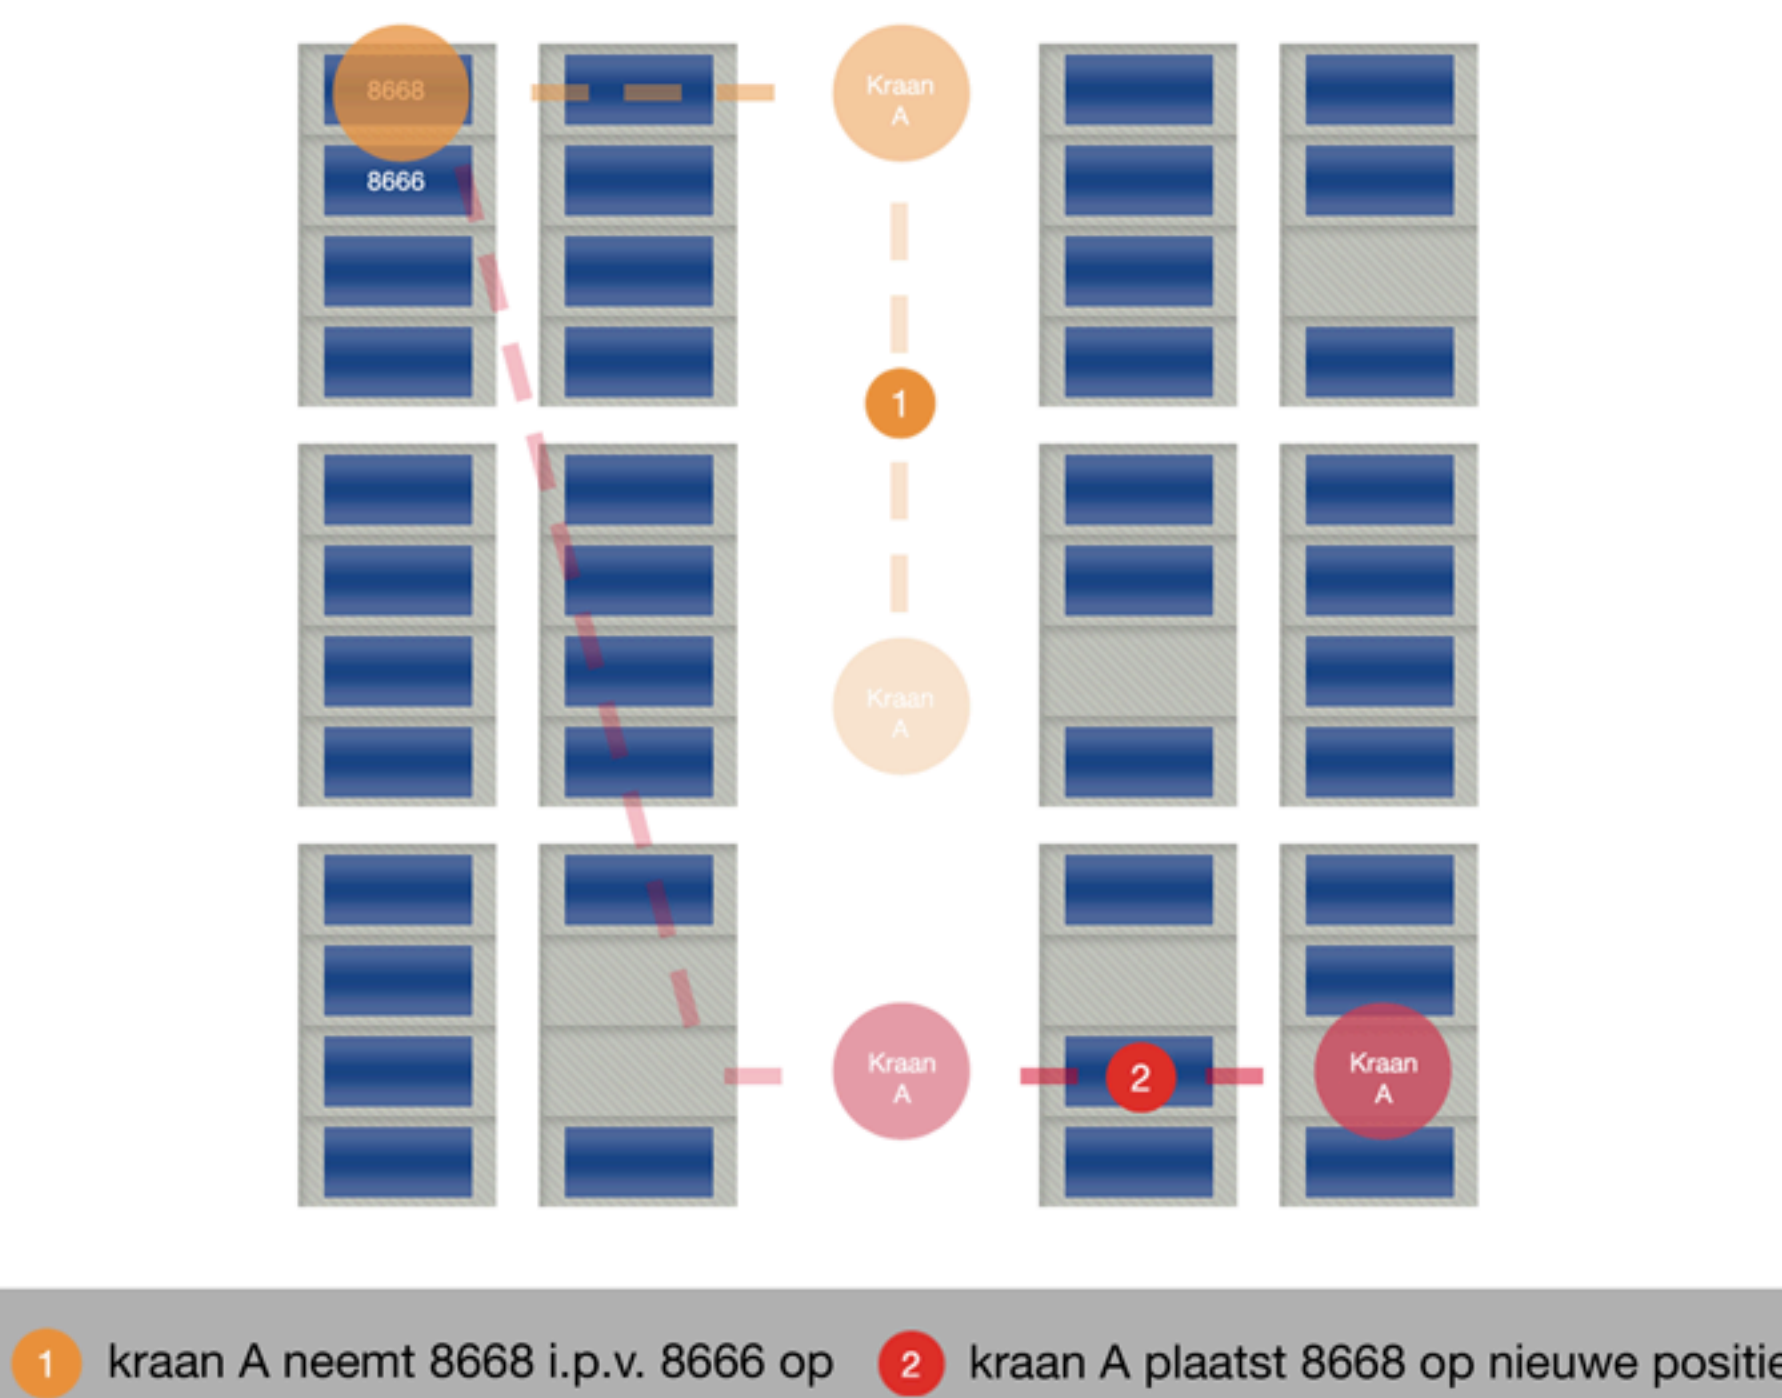 8668
Kraan
A
8666
1
Kraan
A
Kraan
A
2
Kraan
A
1 kraan A neemt 8668 i.p.v. 8666 op
2 kraan A plaatst 8668 op nieuwe positie